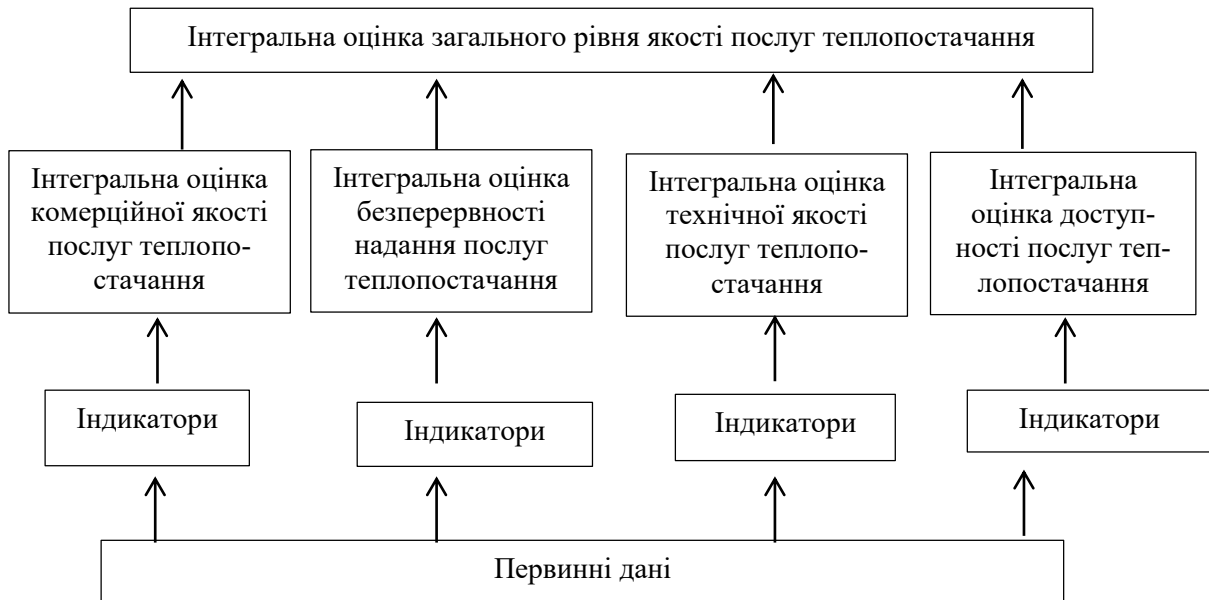 Інтегральна оцінка загального рівня якості послуг теплопостачання
Інтегральна оцінка
комерційної якості
послуг теплопо-
стачання
Інтегральна оцінка
безперервності
надання послуг
теплопостачання
Інтегральна оцінка
технічної якості
послуг теплопо-
стачання
Інтегральна
оцінка доступ-
ності послуг теп-
лопостачання
Індикатори
Індикатори
Індикатори
Індикатори
Первинні дані